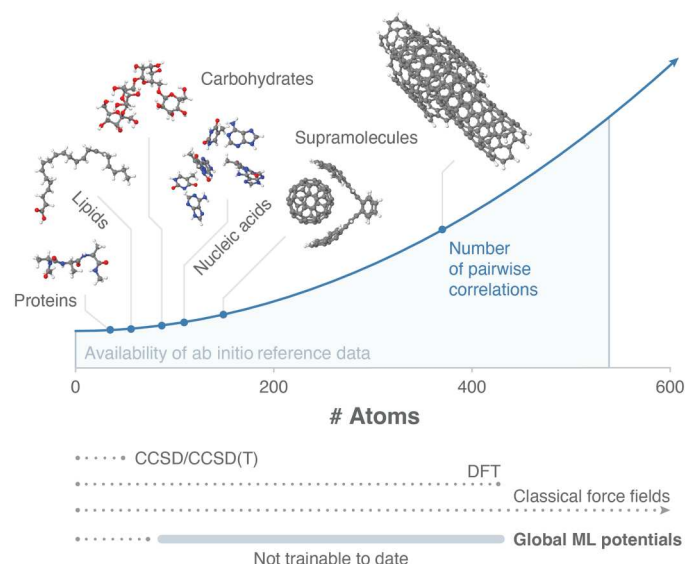 Carbohydrates
Supramolecules
Lipids
Nucleic acids
Proteins
Number
of pairwise
correlations
Availability of ab initio reference data
0
200
400
600
# Atoms
CCSD/CCSD(T)
DFT
Classical force fields
Global ML potentials
Not trainable to date